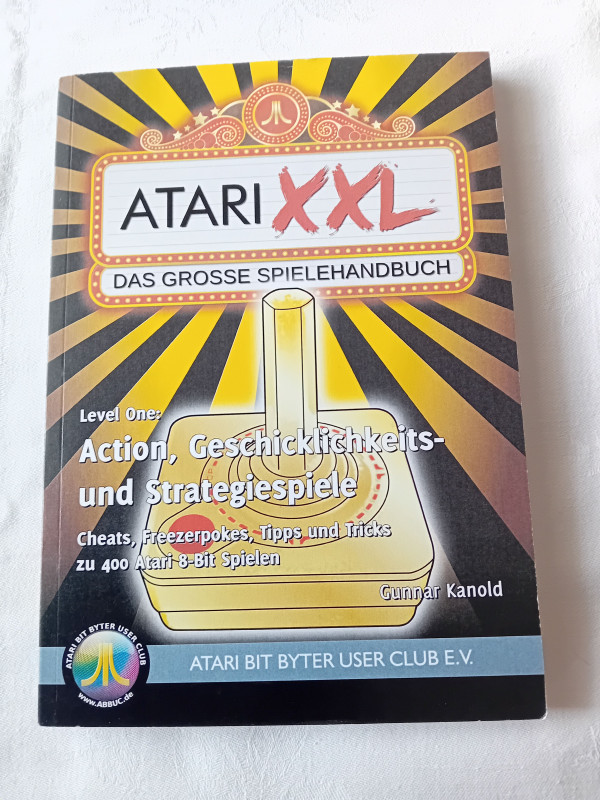 ATARI XXL
DAS GROSSE SPIELEHANDBUCH
Level One:
Action, Geschicklichkeits-
und Strategiespiele
Cheats, Freezerpokes, Tipps und Tricks
zu 400 Atari 8-Bit Spielen
Gunnar Kanold
ATARI BIT BYTER USER CLUB E.V.
ATARI BIT BYTER USER CLUB
www.ABBUC.de